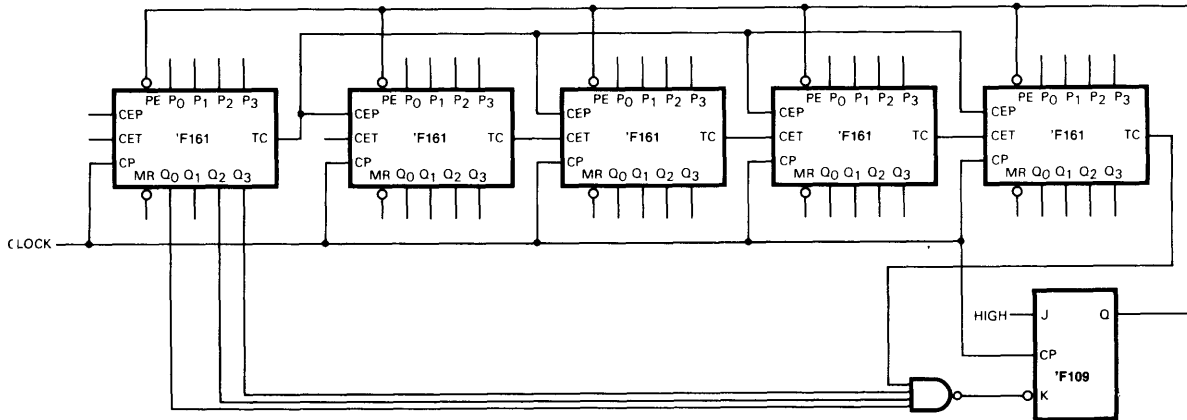 PE P0 P1 P2 P3
CEP
CET 'F161 TC
CP
MR Q0 Q1 Q2 Q3
PE P0 P1 P2 P3
CEP
CET 'F161 TC
CP
MR Q0 Q1 Q2 Q3
PE P0 P1 P2 P3
CEP
CET 'F161 TC
CP
MR Q0 Q1 Q2 Q3
PE P0 P1 P2 P3
CEP
CET 'F161 TC
CP
MR Q0 Q1 Q2 Q3
PE P0 P1 P2 P3
CEP
CET 'F161 TC
CP
MR Q0 Q1 Q2 Q3
CLOCK
HIGH J Q
CP
'F109
K